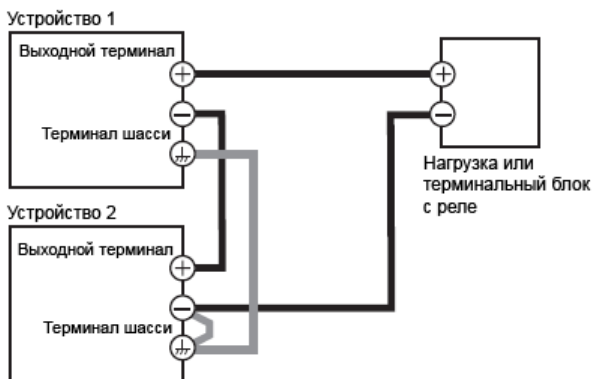 Устройство 1
Выходной терминал
+
−
Терминал шасси
+
−
Нагрузка или
терминальный блок
с реле
Устройство 2
Выходной терминал
+
−
Терминал шасси